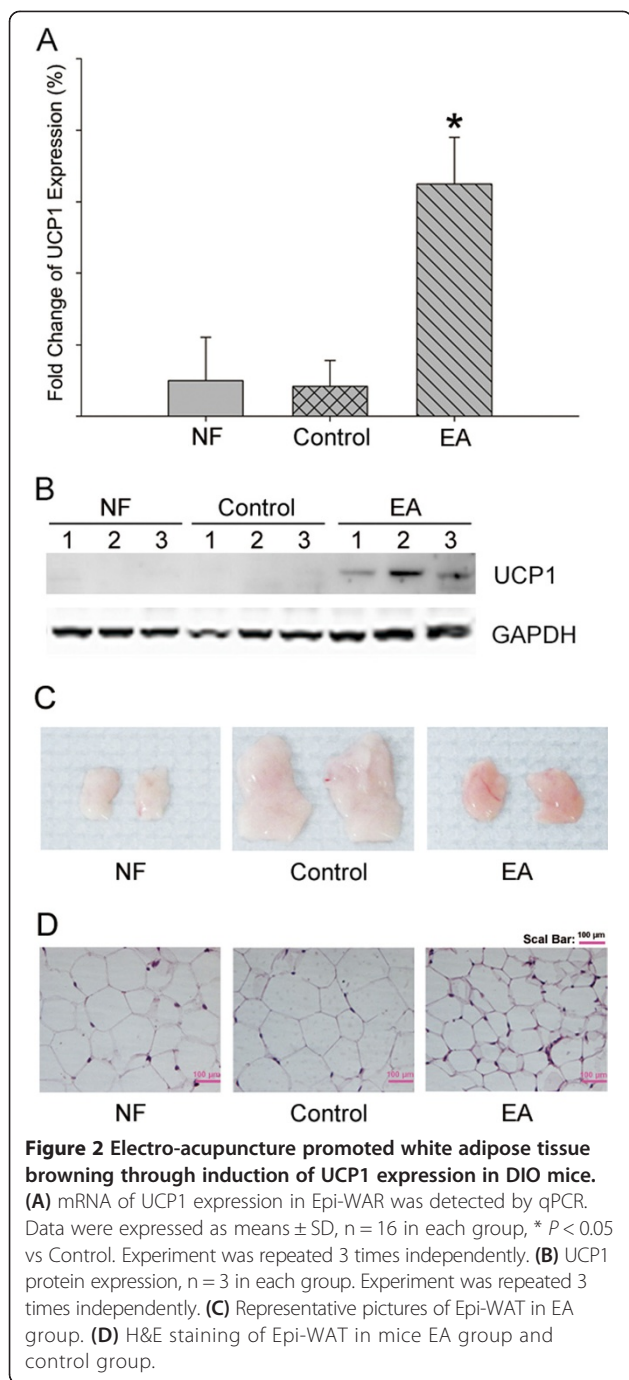 A
Fold Change of UCP1 Expression (%)
*
NF Control EA
B
NF Control EA
1 2 3 1 2 3 1 2 3
UCP1
GAPDH
C
NF Control EA
D
Scal Bar: 100 µm
100 µm 100 µm 100 µm
NF Control EA
Figure 2 Electro-acupuncture promoted white adipose tissue
browning through induction of UCP1 expression in DIO mice.
(A) mRNA of UCP1 expression in Epi-WAR was detected by qPCR.
Data were expressed as means ± SD, n = 16 in each group, * P < 0.05
vs Control. Experiment was repeated 3 times independently. (B) UCP1
protein expression, n = 3 in each group. Experiment was repeated 3
times independently. (C) Representative pictures of Epi-WAT in EA
group. (D) H&E staining of Epi-WAT in mice EA group and
control group.